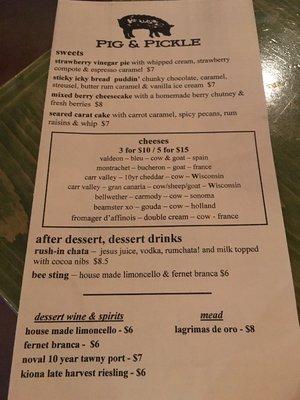 PIG & PICKLE
sweets
strawberry vinegar pie with whipped cream, strawberry
compote & espresso caramel $7
sticky icky bread puddin' chunky chocolate, caramel,
streusel, butter rum caramel & vanilla ice cream $7
mixed berry cheesecake with a homemade berry chutney &
fresh berries $8
seared carat cake with carrot caramel, spicy pecans, rum
raisins & whip $7
cheeses
3 for $10 / 5 for $15
valdeon – bleu – cow & goat – spain
montrachet – bucheron – goat – france
carr valley – 10yr cheddar – cow – Wisconsin
carr valley – gran canaria – cow/sheep/goat – Wisconsin
bellwether – carmody – cow – sonoma
beamster xo – gouda – cow – holland
fromager d'affinois – double cream – cow - france
after dessert, dessert drinks
rush-in chata – jesus juice, vodka, rumchata! and milk topped
with cocoa nibs $8.5
bee sting – house made limoncello & fernet branca $6
dessert wine & spirits
house made limoncello - $6
fernet branca - $6
noval 10 year tawny port - $7
kiona late harvest riesling - $6
mead
lagrimas de oro - $8